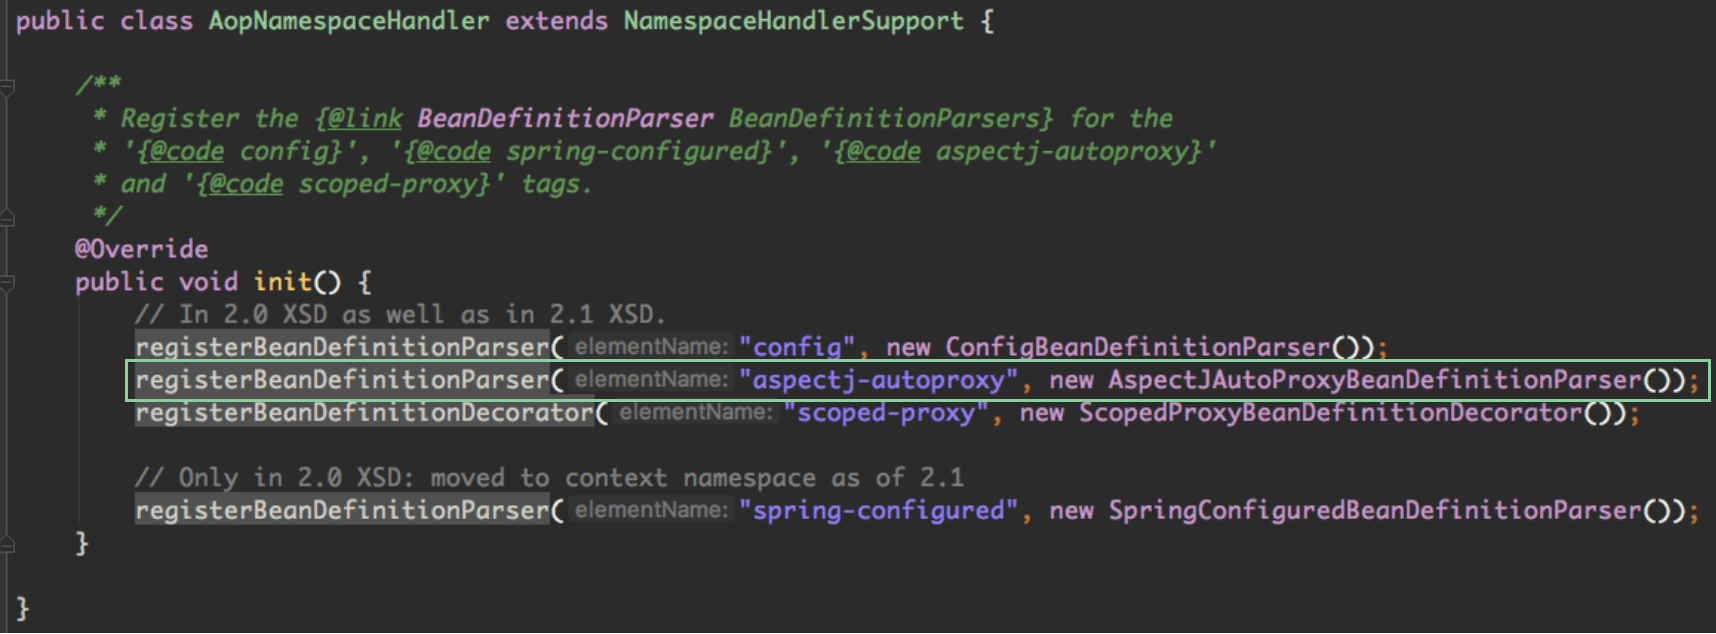 public class AopNamespaceHandler extends NamespaceHandlerSupport {
/**
* Register the {@link BeanDefinitionParser BeanDefinitionParsers} for the
* '{@code config}', '{@code spring-configured}', '{@code aspectj-autoproxy}'
* and '{@code scoped-proxy}' tags.
*/
@Override
public void init() {
// In 2.0 XSD as well as in 2.1 XSD.
registerBeanDefinitionParser( elementName: "config", new ConfigBeanDefinitionParser());
registerBeanDefinitionParser( elementName: "aspectj-autoproxy", new AspectJAutoProxyBeanDefinitionParser());
registerBeanDefinitionDecorator( elementName: "scoped-proxy", new ScopedProxyBeanDefinitionDecorator());
// Only in 2.0 XSD: moved to context namespace as of 2.1
registerBeanDefinitionParser( elementName: "spring-configured", new SpringConfiguredBeanDefinitionParser());
}
}